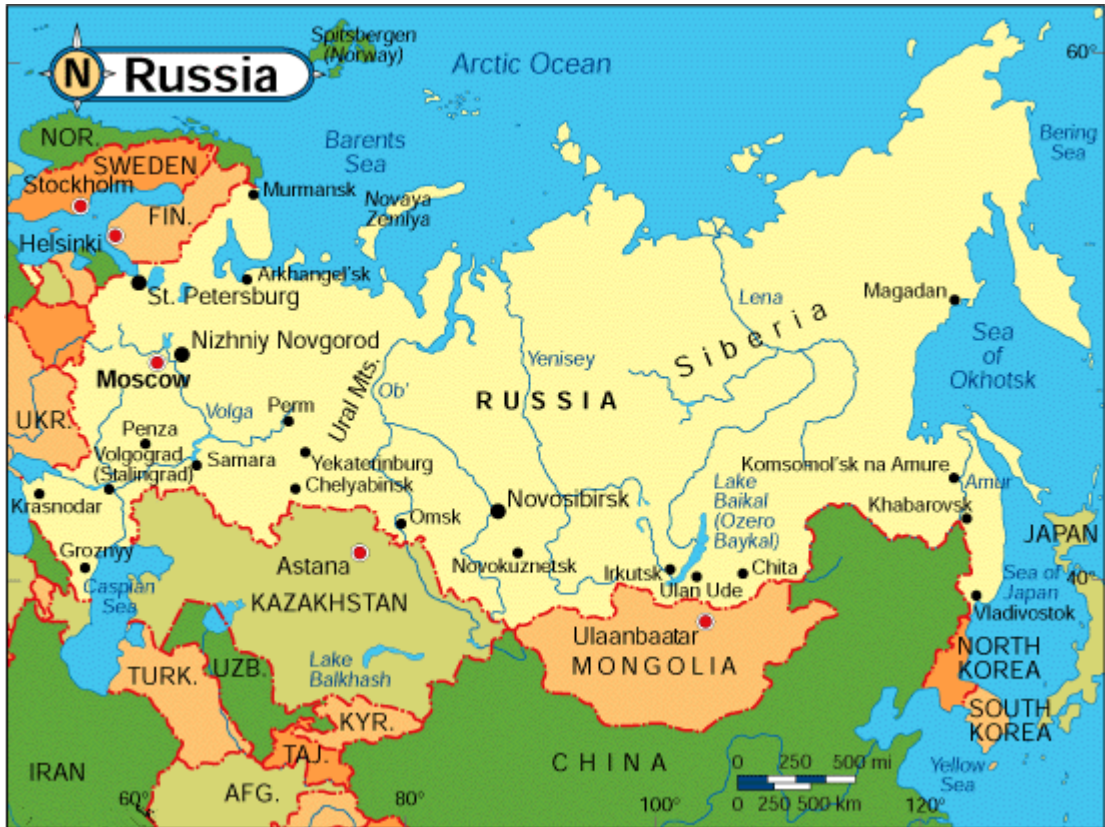 Spitsbergen
(Norway)
Arctic Ocean
60°
N Russia
Barents
Sea
Bering
Sea
NOR.
SWEDEN
Stockholm
Murmansk
Novaya
Zemlya
FIN.
Helsinki
Arkhangel'sk
St. Petersburg
Lena
Magadan
Siberia
Sea
of
Okhotsk
Nizhniy Novgorod
Moscow
Yenisey
Ural Mts.
Ob'
RUSSIA
UKR.
Volga
Perm
Penza
Volgograd
(Stalingrad)
Samara
Yekaterinburg
Chelyabinsk
Komsomol'sk na Amure
Amur
Krasnodar
Omsk
Novosibirsk
Lake
Baikal
(Ozero
Baykal)
Khabarovsk
JAPAN
Groznyy
Caspian
Sea
Astana
Novokuznetsk
Irkutsk
Ulan Ude
Chita
40°
Sea of
Japan
Vladivostok
KAZAKHSTAN
Ulaanbaatar
MONGOLIA
NORTH
KOREA
TURK.
UZB.
Lake
Balkhash
SOUTH
KOREA
KYR.
TAJ.
IRAN
AFG.
CHINA
0 250 500 mi
0 250 500 km
Yellow
Sea
60°
80°
100°
120°